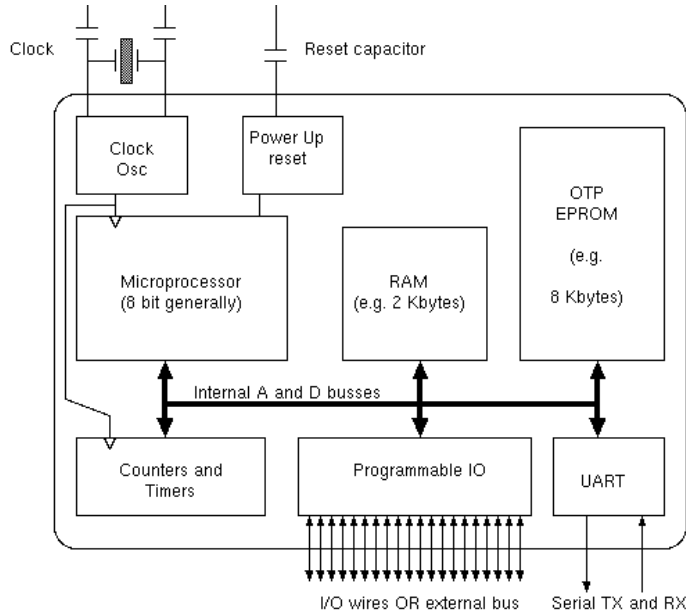 Clock
Reset capacitor
Clock
Osc
Power Up
reset
OTP
EPROM
(e.g.
8 Kbytes)
Microprocessor
(8 bit generally)
RAM
(e.g. 2 Kbytes)
Internal A and D busses
Counters and
Timers
Programmable IO
UART
I/O wires OR external bus
Serial TX and RX